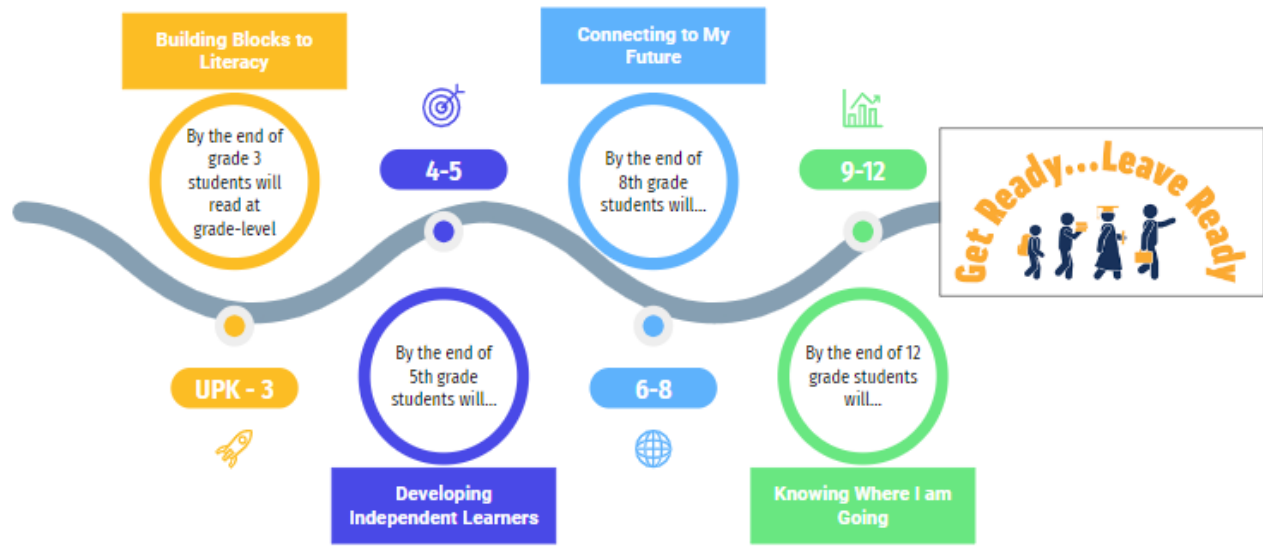 Building Blocks to
Literacy
By the end of
grade 3
students will
read at
grade-level
UPK - 3
4-5
By the end of
5th grade
students will...
Developing
Independent Learners
Connecting to My
Future
By the end of
8th grade
students will...
6-8
9-12
By the end of 12
grade students
will...
Knowing Where I am
Going
Get Ready...Leave Ready